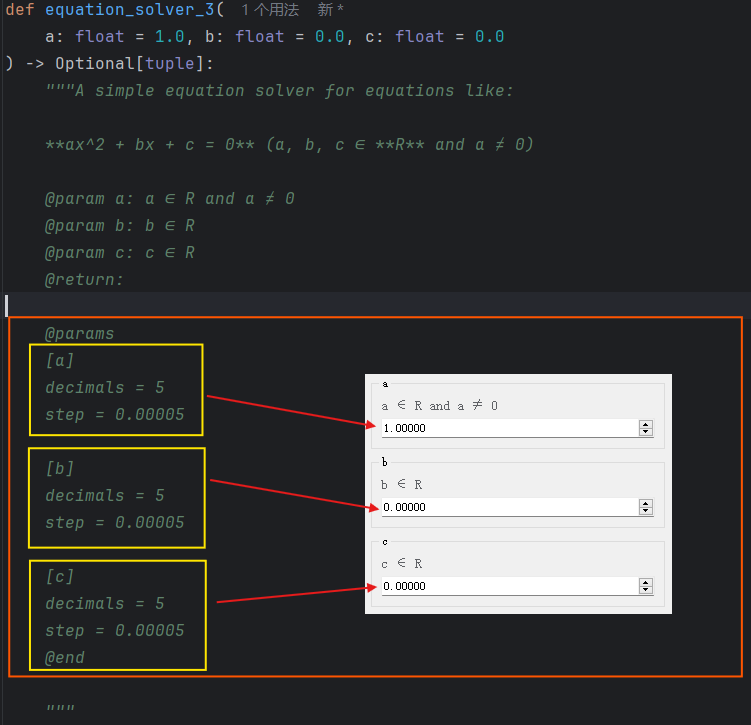 def equation_solver_3( 1个用法 新 *
a: float = 1.0, b: float = 0.0, c: float = 0.0
) -> Optional[tuple]:
"""A simple equation solver for equations like:
**ax^2 + bx + c = 0** (a, b, c ∈ **R** and a ≠ 0)
@param a: a ∈ R and a ≠ 0
@param b: b ∈ R
@param c: c ∈ R
@return:
@params
[a]
decimals = 5
step = 0.00005
[b]
decimals = 5
step = 0.00005
[c]
decimals = 5
step = 0.00005
@end
"""
a
a ∈ R and a ≠ 0
1.00000
b
b ∈ R
0.00000
c
c ∈ R
0.00000